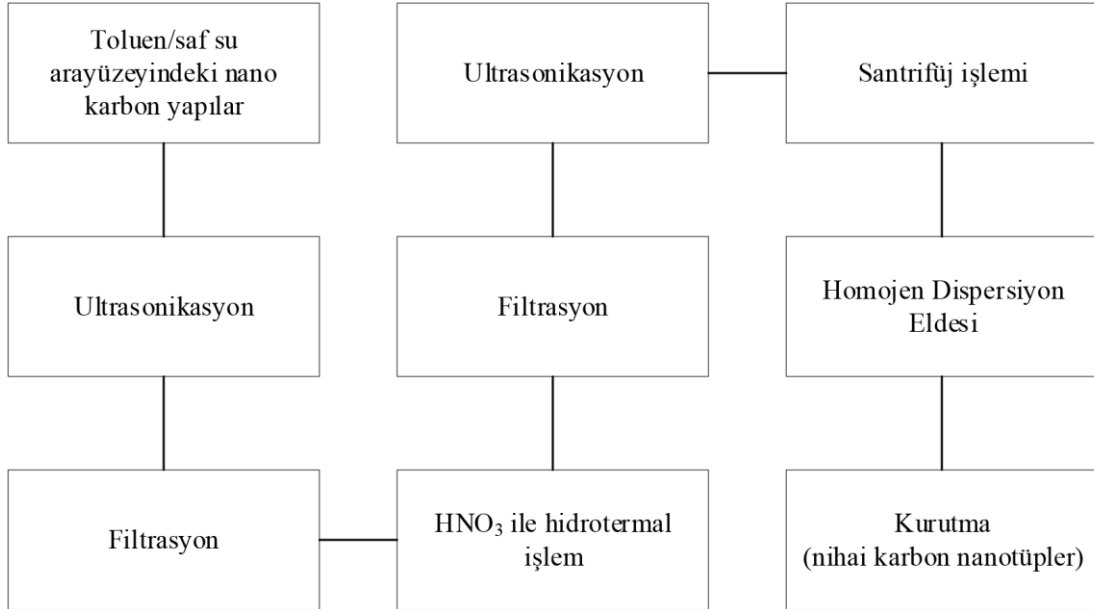 Toluen/saf su
arayüzeyindeki nano
karbon yapılar
Ultrasonikasyon
Filtrasyon
HNO₃ ile hidrotermal
işlem
Filtrasyon
Ultrasonikasyon
Santrifüj işlemi
Homojen Dispersiyon
Eldesi
Kurutma
(nihai karbon nanotüpler)